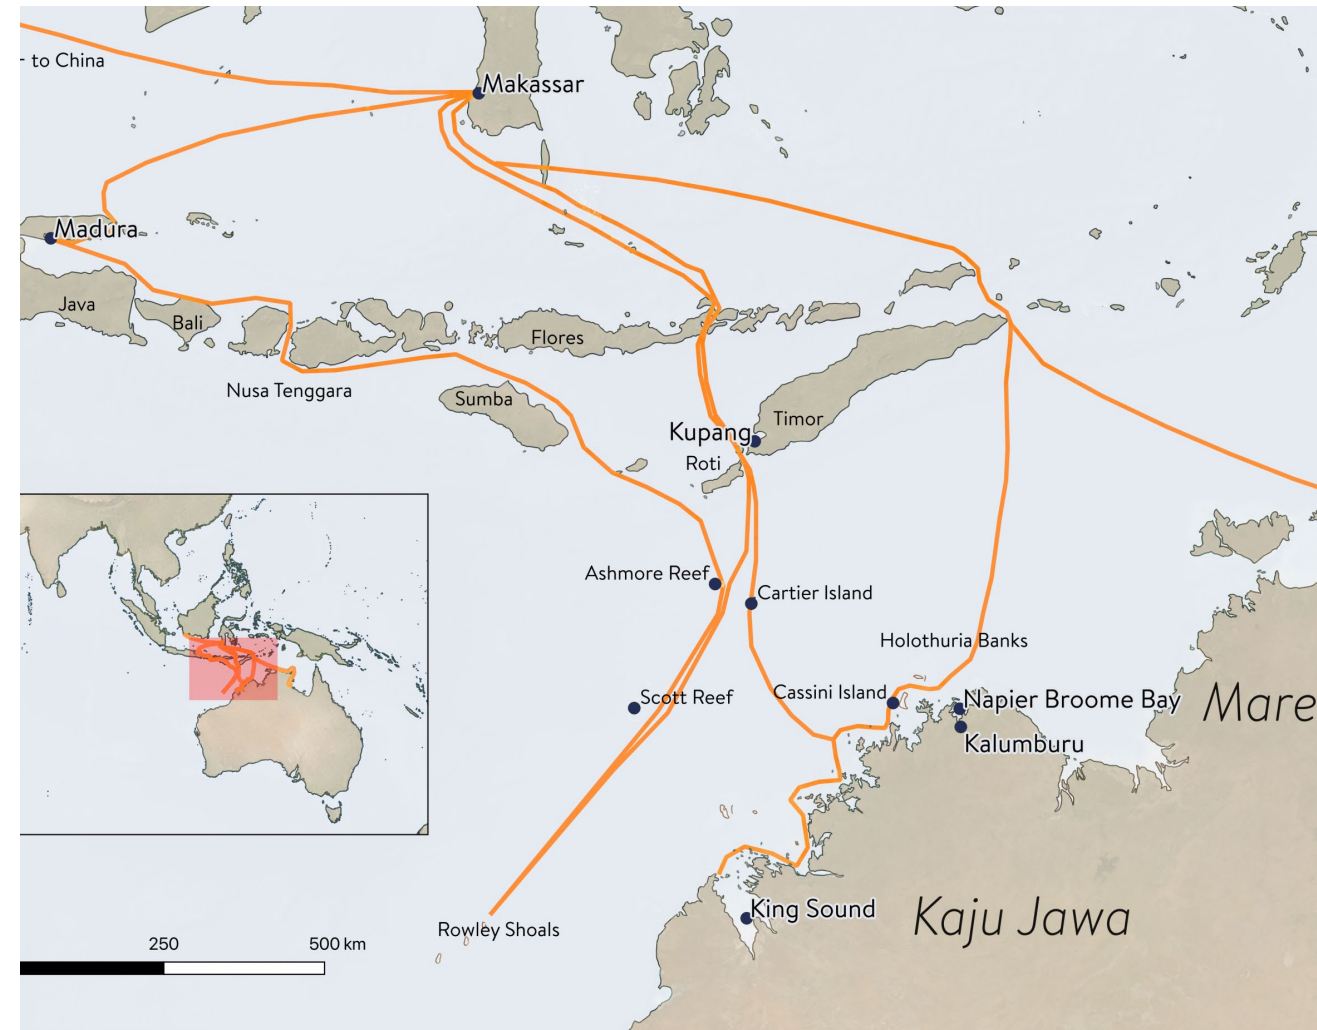 - to China
Makassar
Madura
Java
Bali
Flores
Nusa Tenggara
Sumba
Timor
Kupang
Roti
Ashmore Reef
Cartier Island
Holothuria Banks
Cassini Island
Scott Reef
Napier Broome Bay
Mare
Kalumburu
King Sound
Kaju Jawa
Rowley Shoals
250
500 km